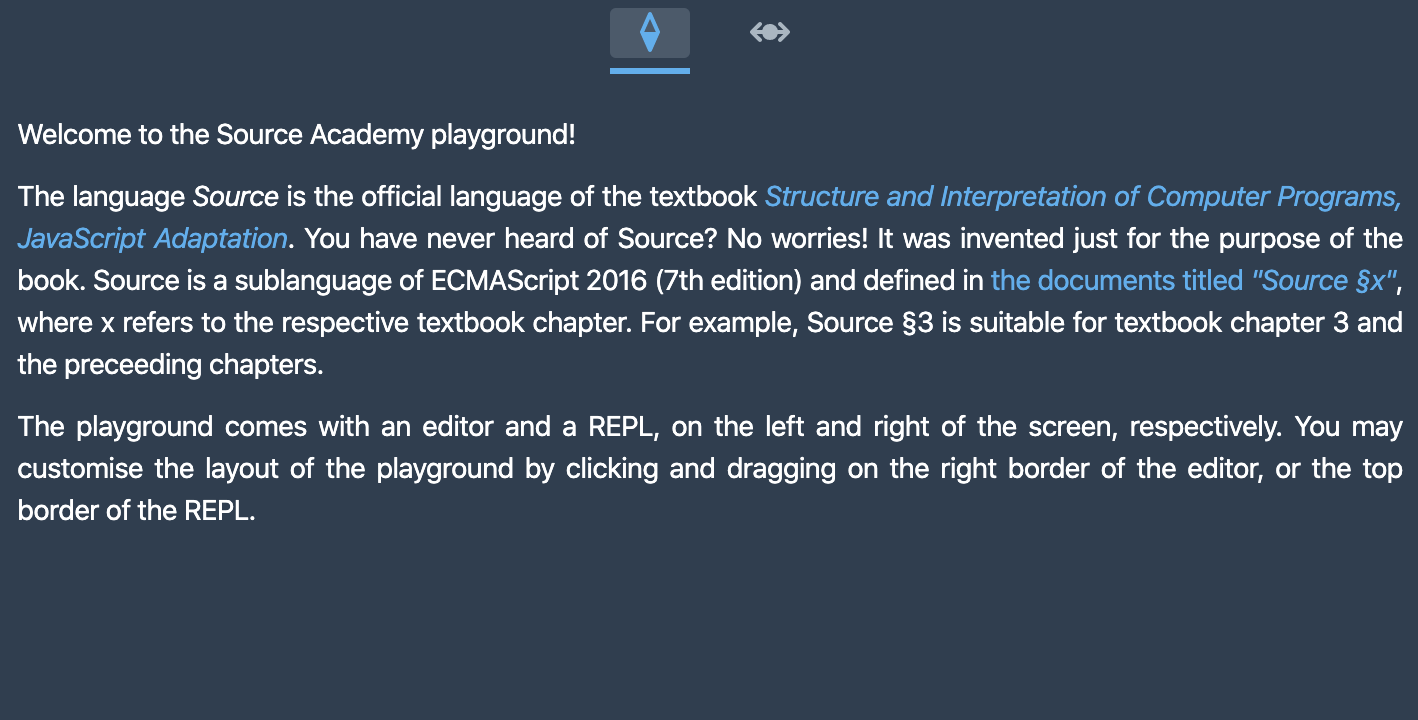 Welcome to the Source Academy playground!
The language Source is the official language of the textbook Structure and Interpretation of Computer Programs,
JavaScript Adaptation. You have never heard of Source? No worries! It was invented just for the purpose of the
book. Source is a sublanguage of ECMAScript 2016 (7th edition) and defined in the documents titled "Source §x",
where x refers to the respective textbook chapter. For example, Source §3 is suitable for textbook chapter 3 and
the preceeding chapters.
The playground comes with an editor and a REPL, on the left and right of the screen, respectively. You may
customise the layout of the playground by clicking and dragging on the right border of the editor, or the top
border of the REPL.